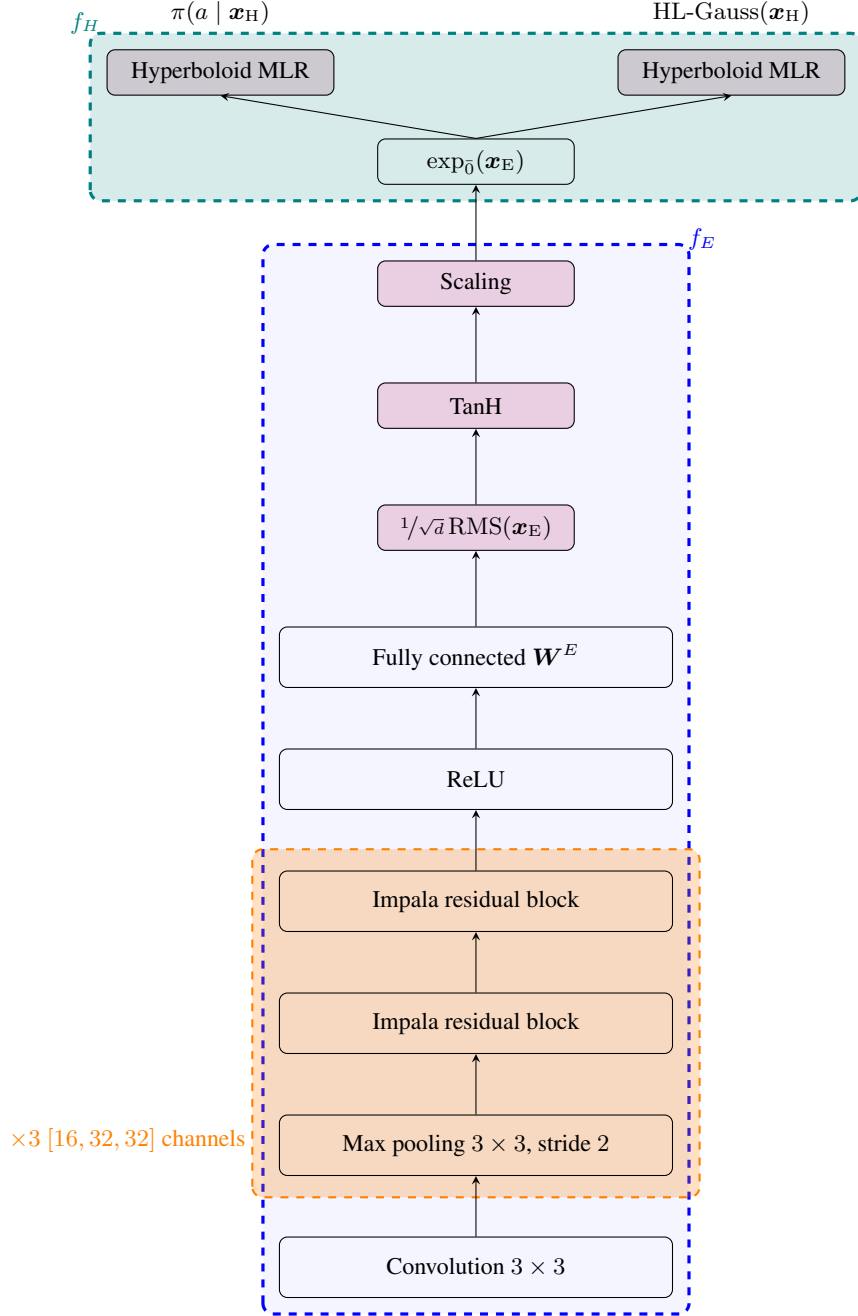 π(a | 𝒙_H)
HL-Gauss(𝒙_H)
f_H
Hyperboloid MLR
Hyperboloid MLR
exp_0̄(𝒙_E)
f_E
Scaling
TanH
1/√d RMS(𝒙_E)
Fully connected 𝑾^E
ReLU
Impala residual block
Impala residual block
×3 [16, 32, 32] channels
Max pooling 3 × 3, stride 2
Convolution 3 × 3